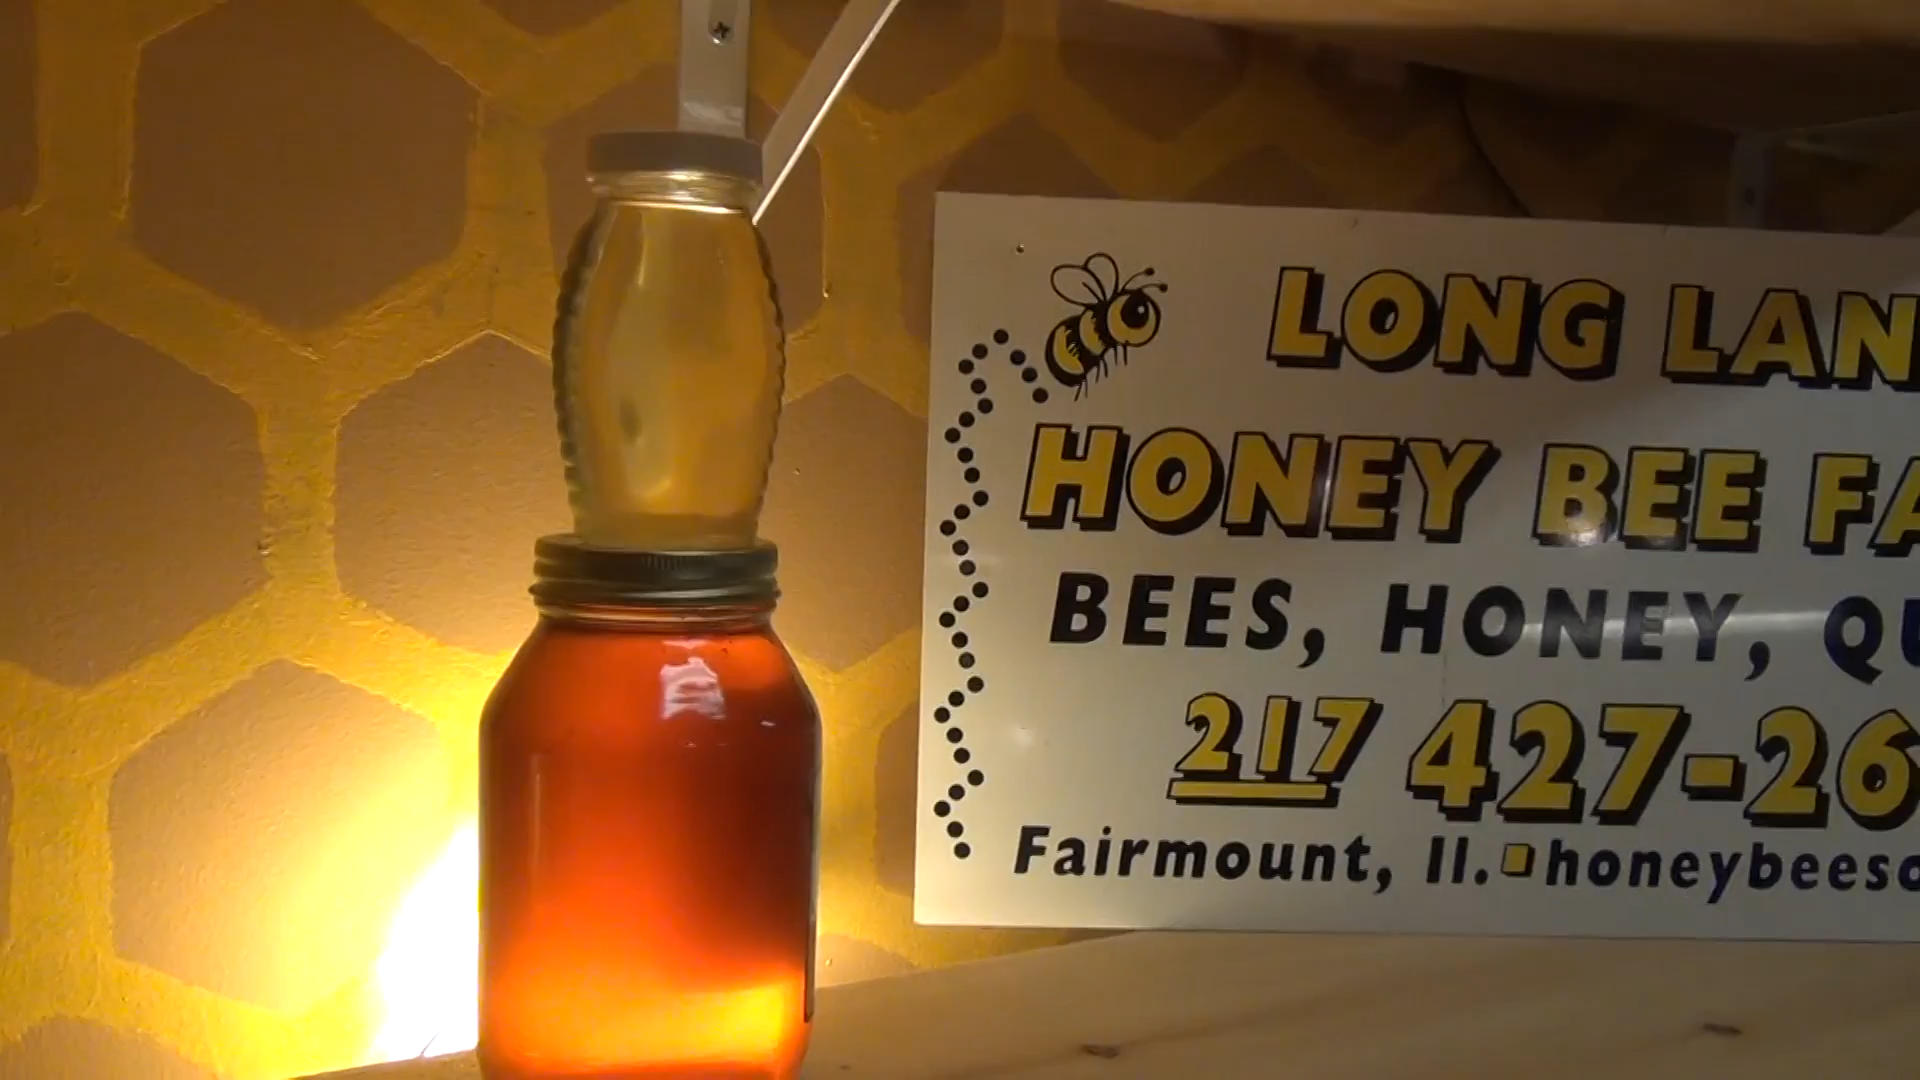 LONG LAN
HONEY BEE FA
BEES, HONEY, QU
217 427-26
Fairmount, Il. honeybeeso